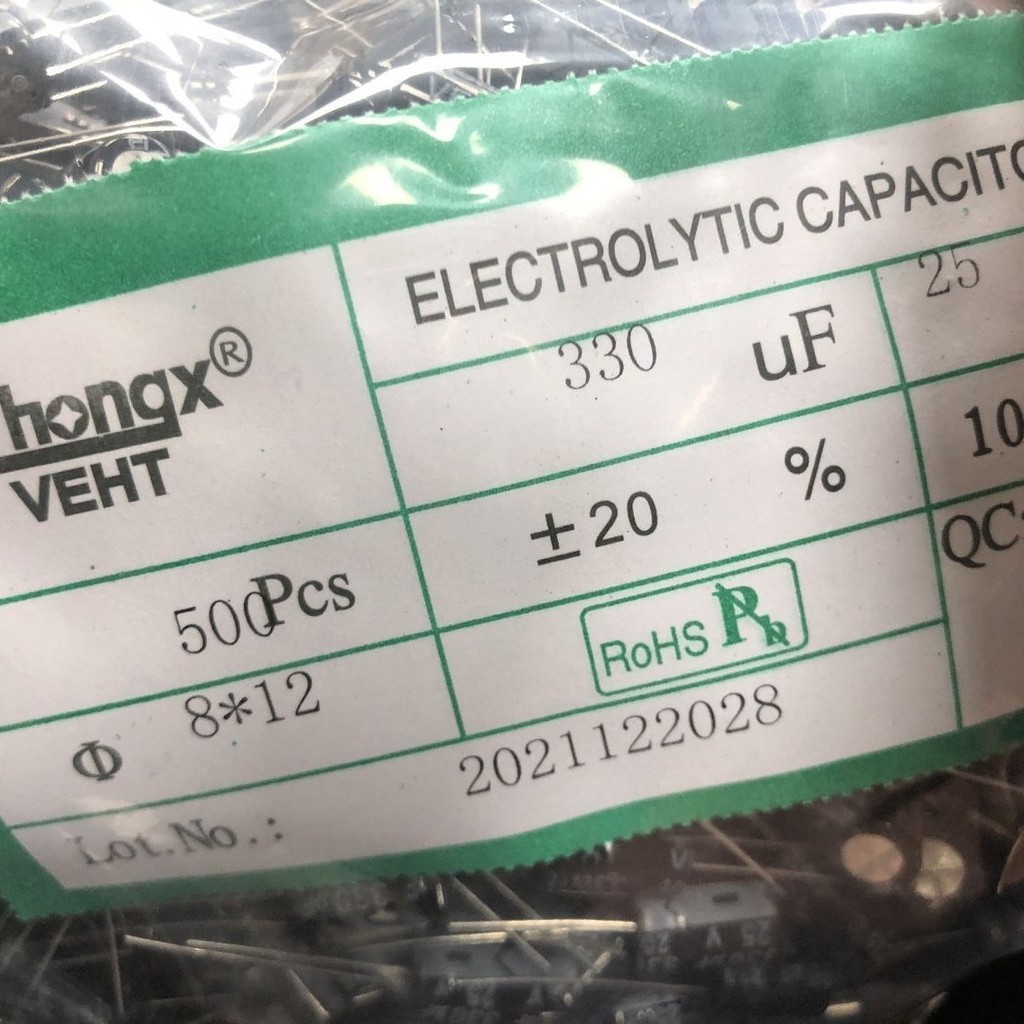 ELECTROLYTIC CAPACITO
330 uF 25
hongx®
VEHT
±20 % 10
500Pcs
RoHS
QC:
Φ 8*12
Lot.No.: 2021122028